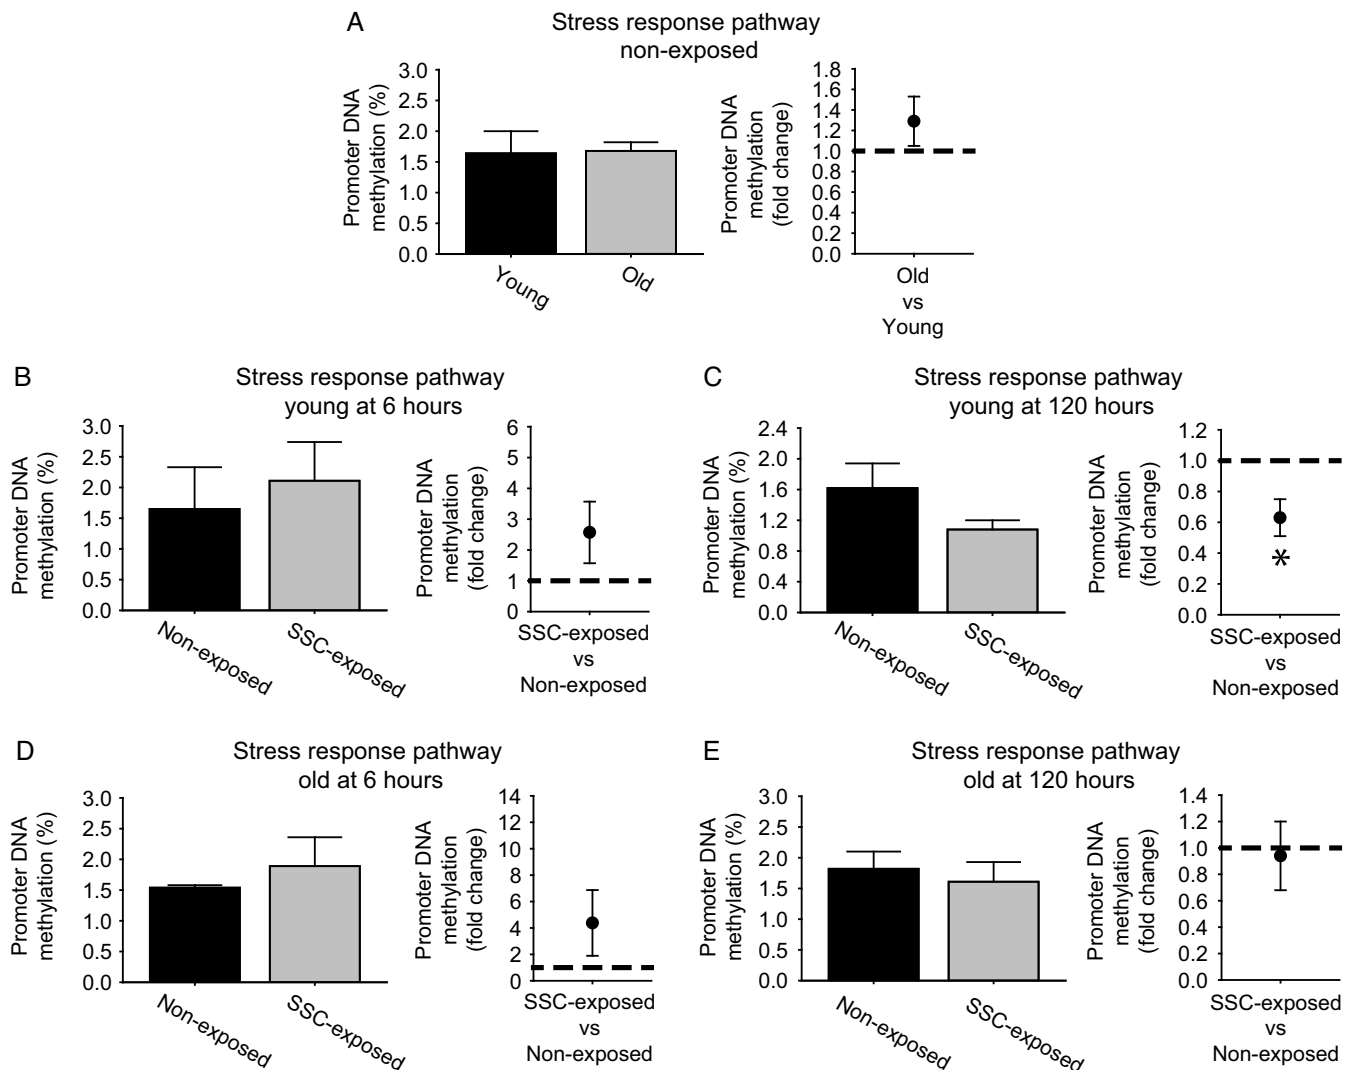 A
Stress response pathway
non-exposed
Promoter DNA
methylation (%)
3.0
2.5
2.0
1.5
1.0
0.5
0.0
Young
Old
Promoter DNA
methylation
(fold change)
1.8
1.6
1.4
1.2
1.0
0.8
0.6
0.4
0.2
0.0
Old
vs
Young
B
Stress response pathway
young at 6 hours
Promoter DNA
methylation (%)
3.0
2.5
2.0
1.5
1.0
0.5
0.0
Non-exposed
SSC-exposed
Promoter DNA
methylation
(fold change)
6
5
4
3
2
1
0
SSC-exposed
vs
Non-exposed
C
Stress response pathway
young at 120 hours
Promoter DNA
methylation (%)
2.4
2.0
1.6
1.2
0.8
0.4
0.0
Non-exposed
SSC-exposed
Promoter DNA
methylation
(fold change)
1.2
1.0
0.8
0.6
0.4
0.2
0.0
*
SSC-exposed
vs
Non-exposed
D
Stress response pathway
old at 6 hours
Promoter DNA
methylation (%)
3.0
2.5
2.0
1.5
1.0
0.5
0.0
Non-exposed
SSC-exposed
Promoter DNA
methylation
(fold change)
14
12
10
8
6
4
2
0
SSC-exposed
vs
Non-exposed
E
Stress response pathway
old at 120 hours
Promoter DNA
methylation (%)
3.0
2.5
2.0
1.5
1.0
0.5
0.0
Non-exposed
SSC-exposed
Promoter DNA
methylation
(fold change)
1.4
1.2
1.0
0.8
0.6
0.4
0.2
0.0
SSC-exposed
vs
Non-exposed